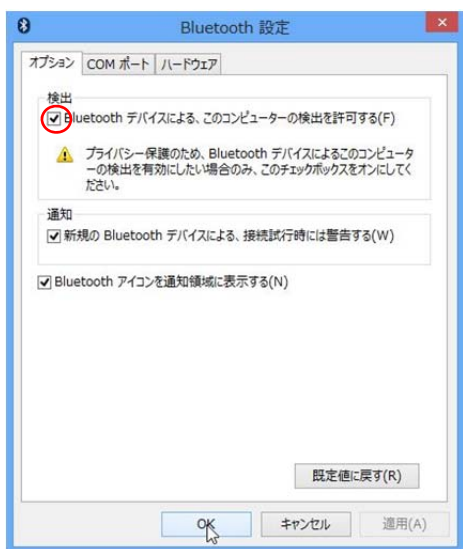 Bluetooth 設定
オプション COM ポート ハードウェア
検出
Bluetooth デバイスによる、このコンピューターの検出を許可する(F)
プライバシー保護のため、Bluetooth デバイスによるこのコンピュータ
ーの検出を有効にしたい場合のみ、このチェックボックスをオンにしてく
ださい。
通知
新規の Bluetooth デバイスによる、接続試行時には警告する(W)
Bluetooth アイコンを通知領域に表示する(N)
既定値に戻す(R)
OK キャンセル 適用(A)